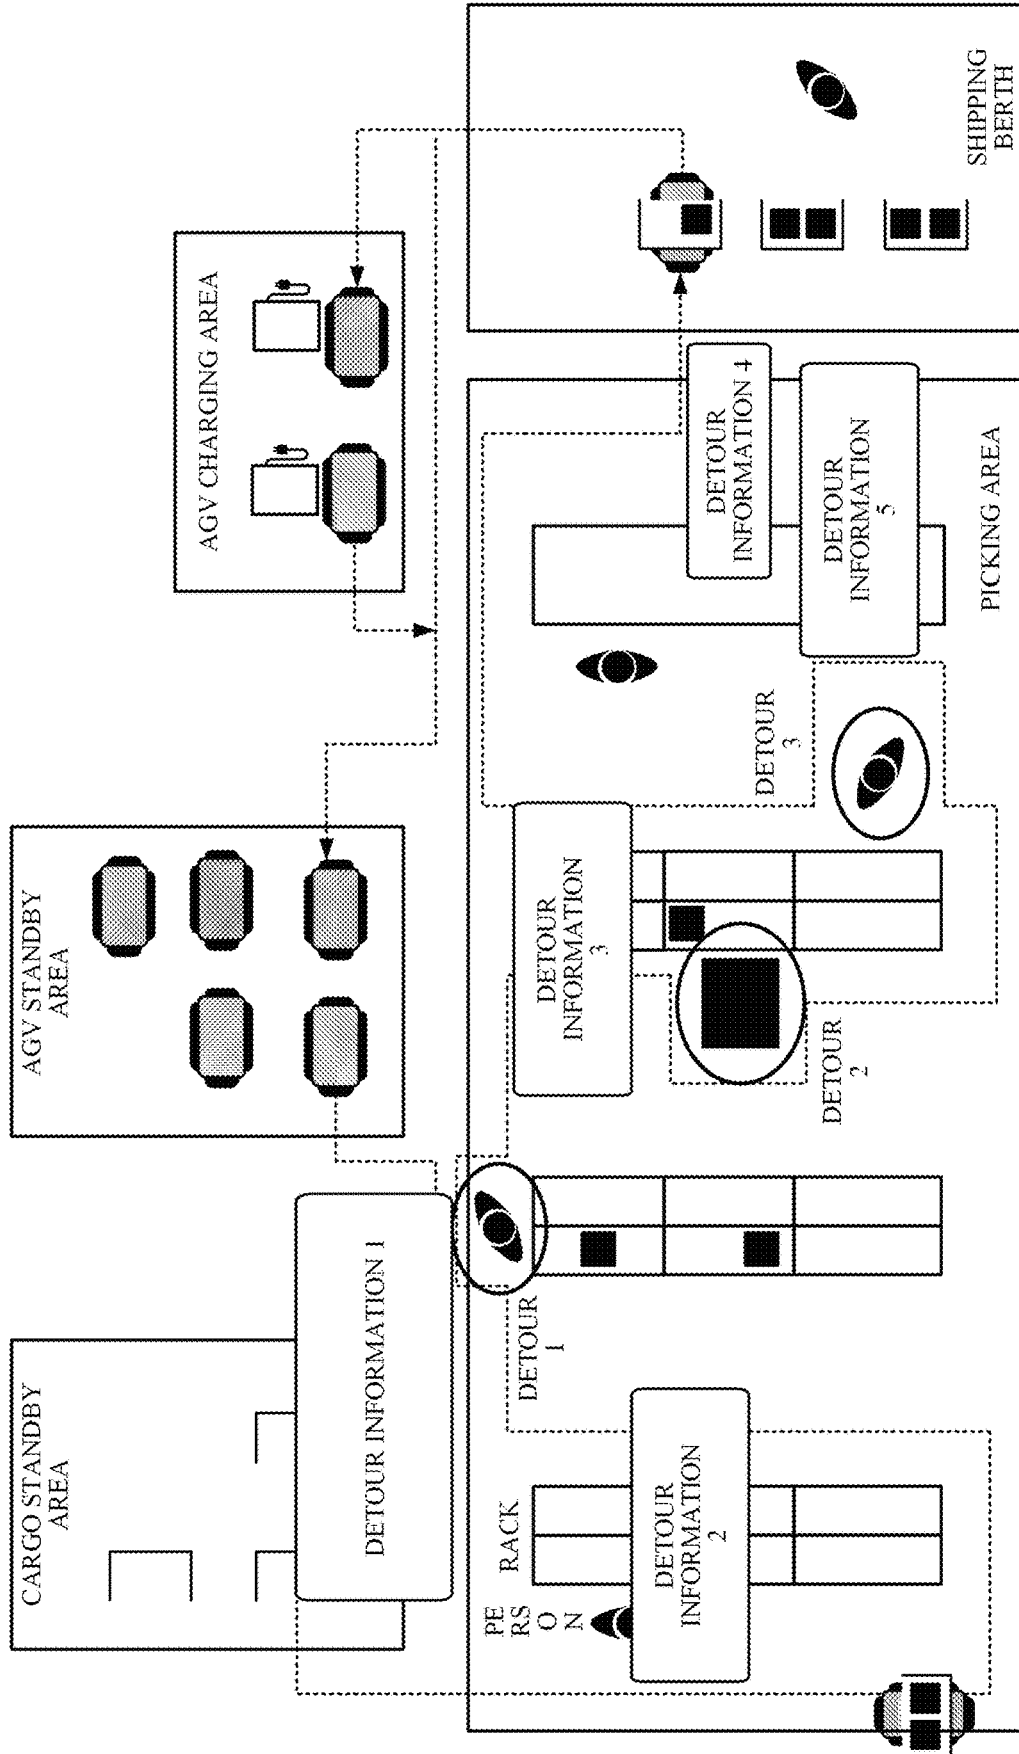 CARGO STANDBY
AREA
AGV STANDBY
AREA
AGV CHARGING AREA
DETOUR INFORMATION 1
PE
RS
O
N
RACK
DETOUR
1
DETOUR
INFORMATION
2
DETOUR
INFORMATION
3
DETOUR
2
DETOUR
3
DETOUR
INFORMATION 4
DETOUR
INFORMATION
5
PICKING AREA
SHIPPING
BERTH